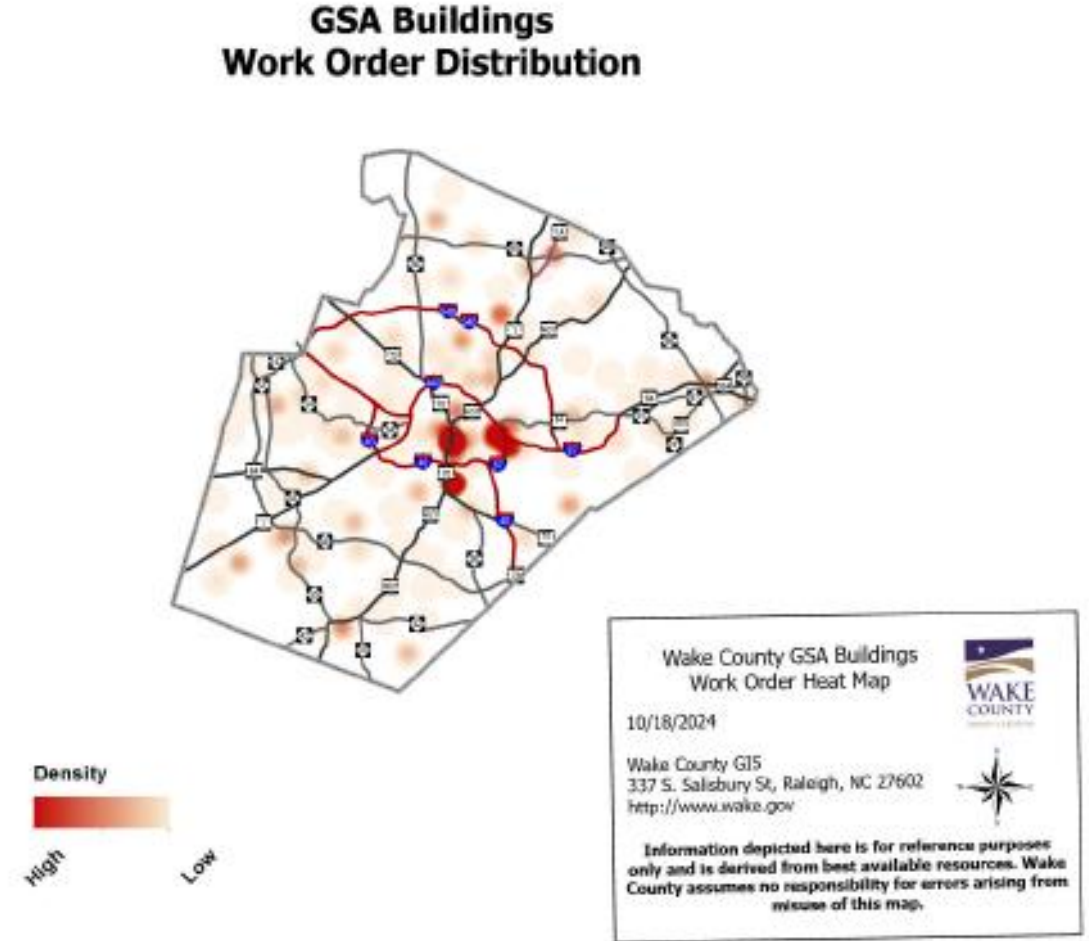 GSA Buildings
Work Order Distribution
Density
High
Low
Wake County GSA Buildings
Work Order Heat Map
10/18/2024
Wake County GIS
337 S. Salisbury St, Raleigh, NC 27602
http://www.wake.gov
WAKE
COUNTY
Information depicted here is for reference purposes
only and is derived from best available resources. Wake
County assumes no responsibility for errors arising from
misuse of this map.